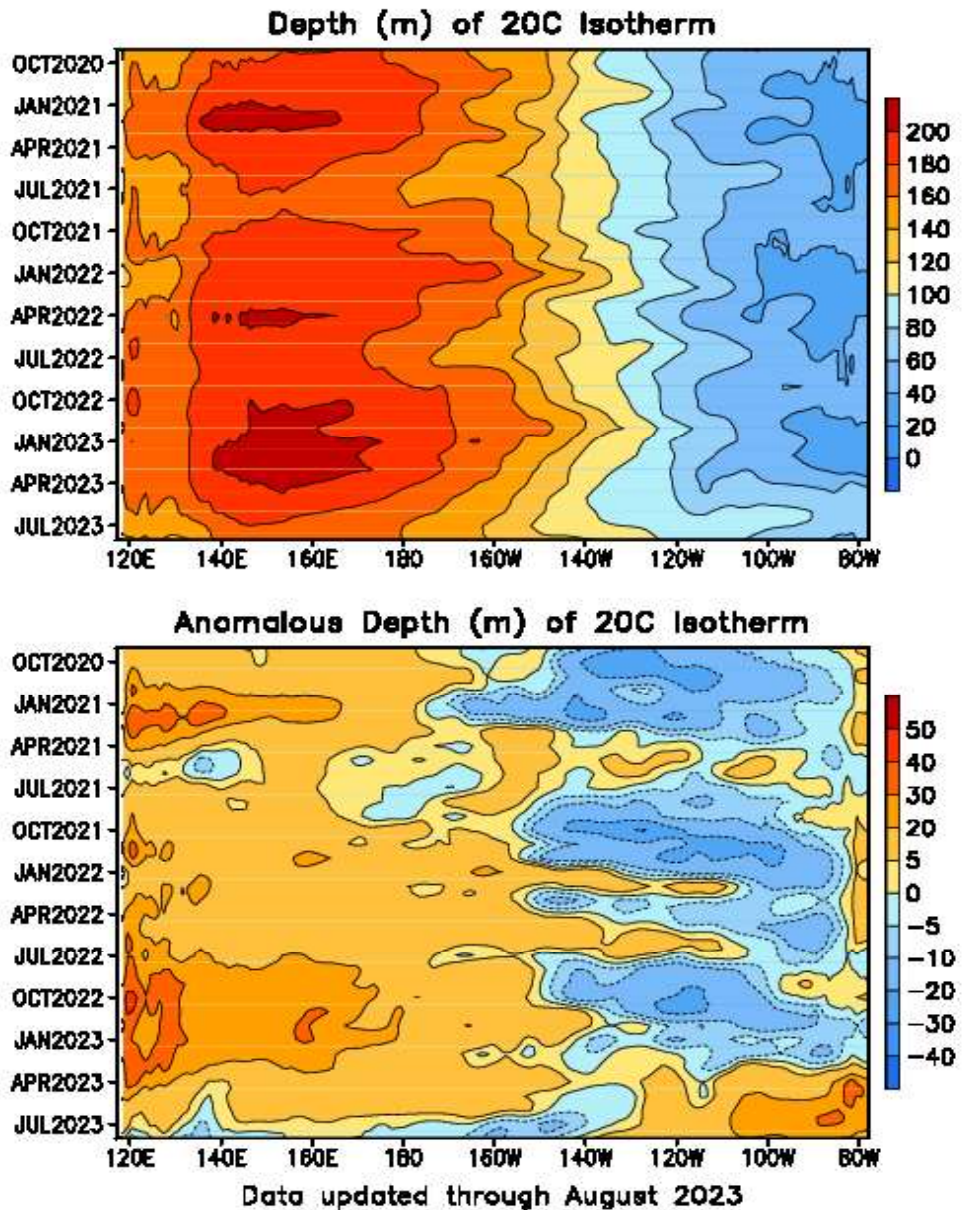 Depth (m) of 20C Isotherm
OCT2020
JAN2021
APR2021
JUL2021
OCT2021
JAN2022
APR2022
JUL2022
OCT2022
JAN2023
APR2023
JUL2023
120E 140E 160E 180 160W 140W 120W 100W 80W
200
180
160
140
120
100
80
60
40
20
0
Anomalous Depth (m) of 20C Isotherm
OCT2020
JAN2021
APR2021
JUL2021
OCT2021
JAN2022
APR2022
JUL2022
OCT2022
JAN2023
APR2023
JUL2023
120E 140E 160E 180 160W 140W 120W 100W 80W
50
40
30
20
5
0
-5
-10
-20
-30
-40
Data updated through August 2023